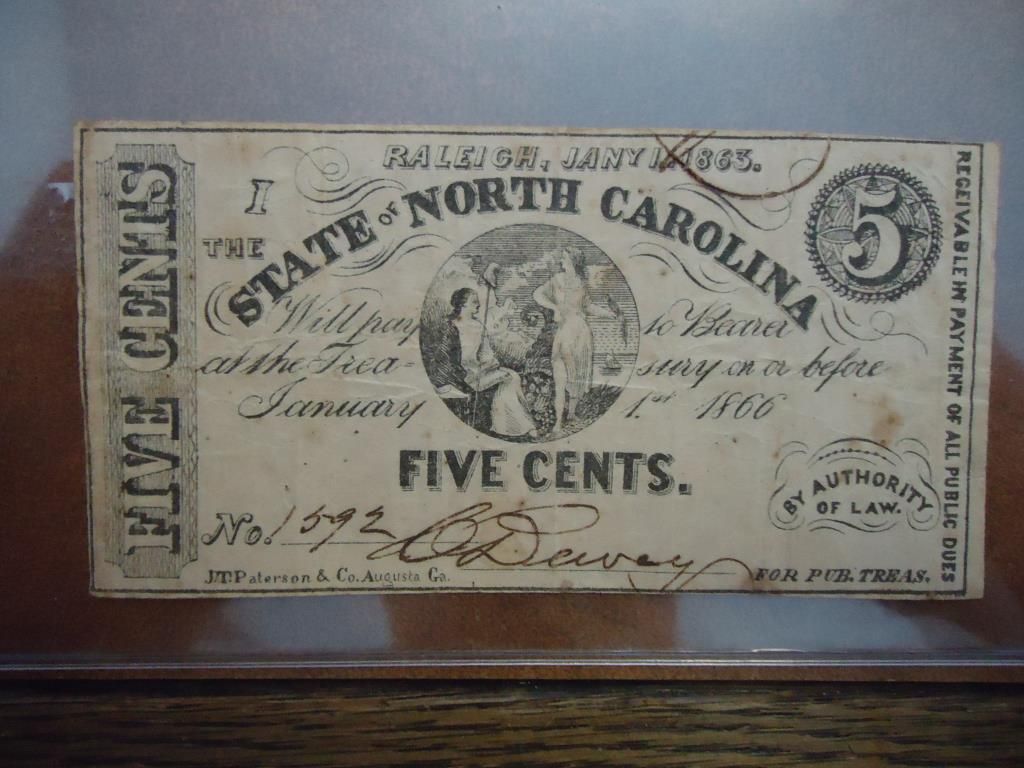 FIVE CENTS
RALEIGH, JANY 1st 1863.
I
5
THE
STATE OF NORTH CAROLINA
Will pay to Bearer
at the Trea- sury on or before
January 1st 1866
FIVE CENTS.
BY AUTHORITY
OF LAW.
No. 1592 C Dewey
J.T. Paterson & Co. Augusta Ga. FOR PUB. TREAS.
RECEIVABLE IN PAYMENT OF ALL PUBLIC DUES